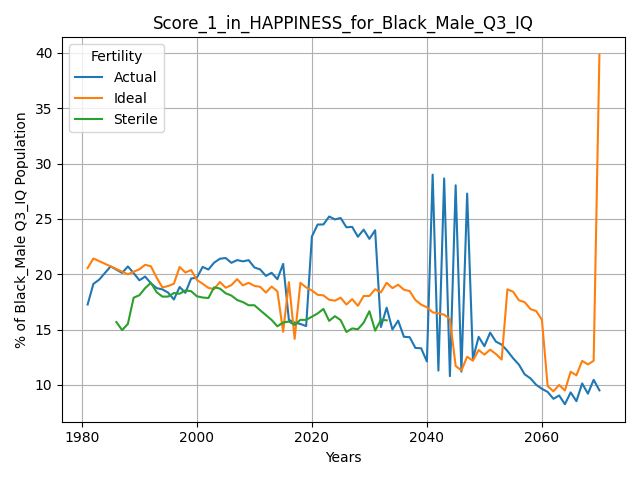 Score_1_in_HAPPINESS_for_Black_Male_Q3_IQ
% of Black_Male Q3_IQ Population
40
35
30
25
20
15
10
Fertility
Actual
Ideal
Sterile
1980 2000 2020 2040 2060
Years